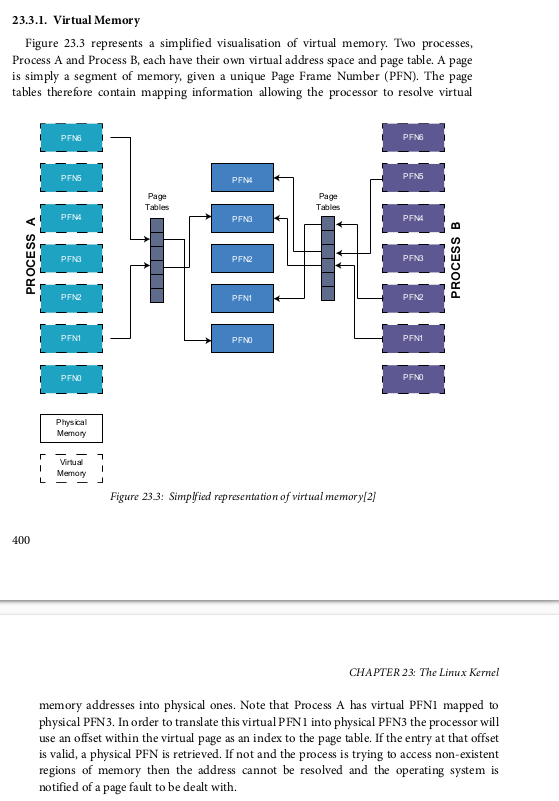 23.3.1. Virtual Memory
Figure 23.3 represents a simplified visualisation of virtual memory. Two processes,
Process A and Process B, each have their own virtual address space and page table. A page
is simply a segment of memory, given a unique Page Frame Number (PFN). The page
tables therefore contain mapping information allowing the processor to resolve virtual
PROCESS A
PFN6
PFN5
PFN4
PFN3
PFN2
PFN1
PFN0
Page
Tables
PFN4
PFN3
PFN2
PFN1
PFN0
Page
Tables
PFN6
PFN5
PFN4
PFN3
PFN2
PFN1
PFN0
PROCESS B
Physical
Memory
Virtual
Memory
Figure 23.3: Simplfied representation of virtual memory[2]
400
CHAPTER 23: The Linux Kernel
memory addresses into physical ones. Note that Process A has virtual PFN1 mapped to
physical PFN3. In order to translate this virtual PFN1 into physical PFN3 the processor will
use an offset within the virtual page as an index to the page table. If the entry at that offset
is valid, a physical PFN is retrieved. If not and the process is trying to access non-existent
regions of memory then the address cannot be resolved and the operating system is
notified of a page fault to be dealt with.